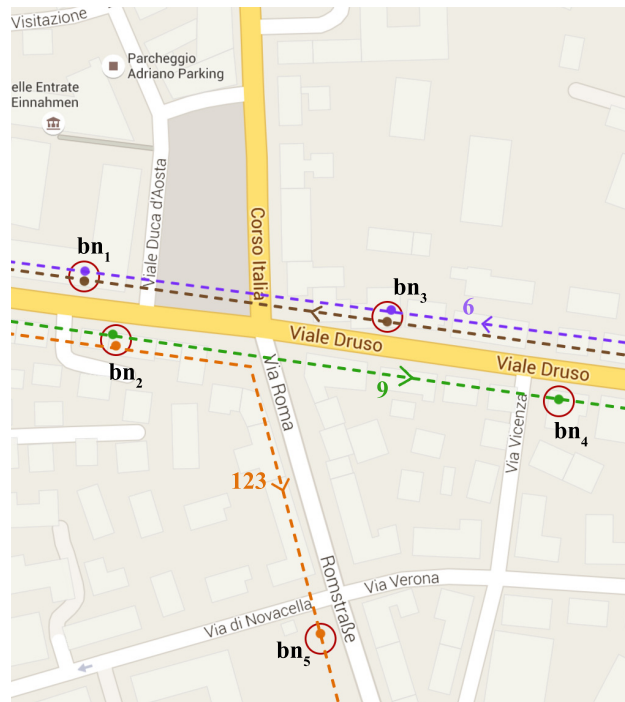 Visitazione
Parcheggio
Adriano Parking
elle Entrate
Einnahmen
Viale Duca d'Aosta
Corso Italia
bn1
bn3
6
Viale Druso
Viale Druso
bn2
9
Via Roma
bn4
Via Vicenza
123
Romstraße
Via Verona
Via di Novacella
bn5